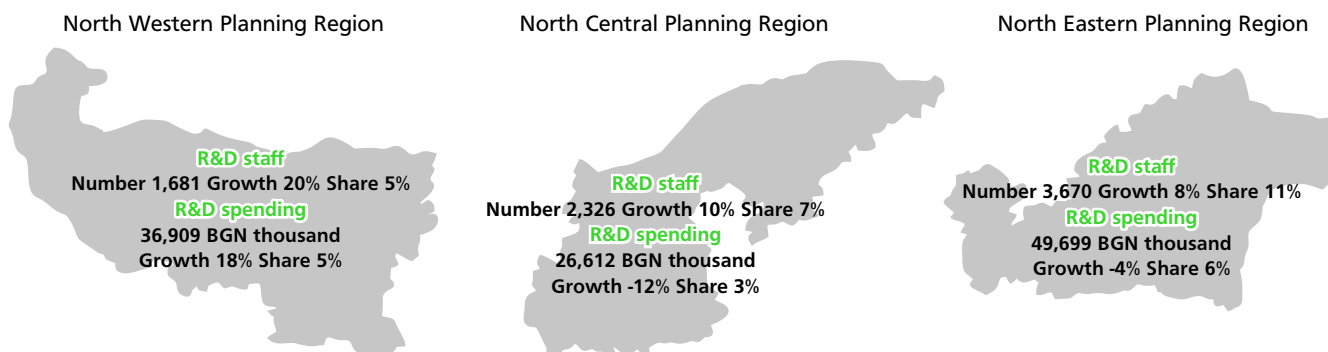 North Western Planning Region
R&D staff
Number 1,681 Growth 20% Share 5%
R&D spending
36,909 BGN thousand
Growth 18% Share 5%
North Central Planning Region
R&D staff
Number 2,326 Growth 10% Share 7%
R&D spending
26,612 BGN thousand
Growth -12% Share 3%
North Eastern Planning Region
R&D staff
Number 3,670 Growth 8% Share 11%
R&D spending
49,699 BGN thousand
Growth -4% Share 6%